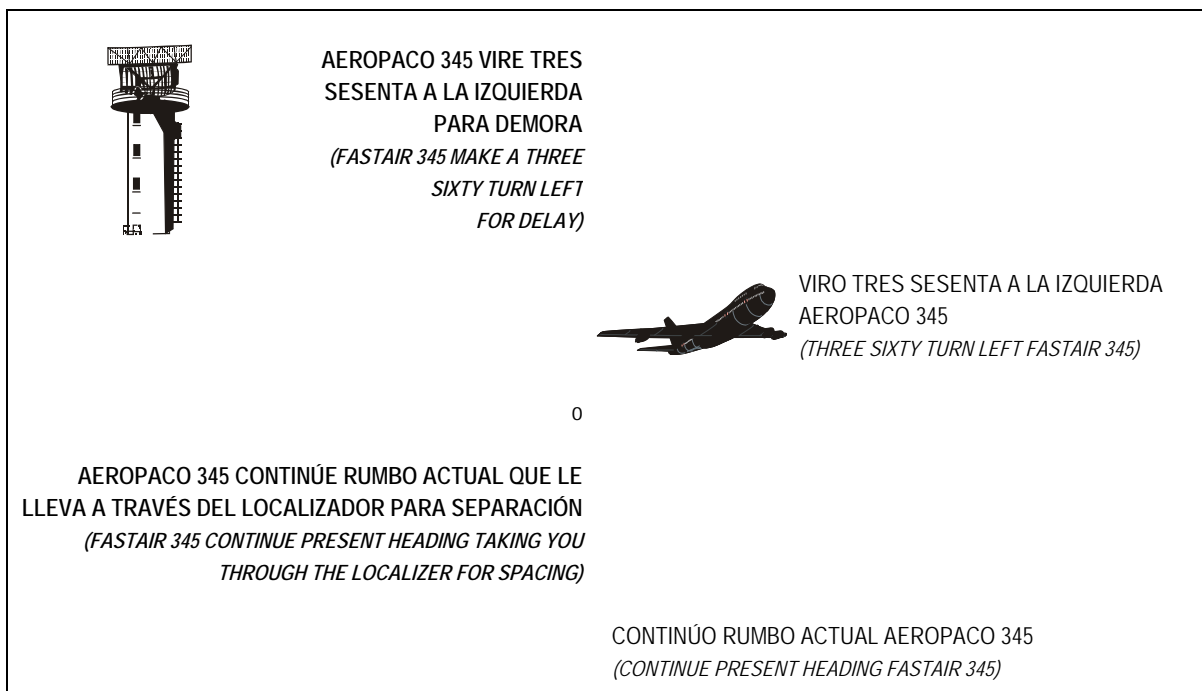 AEROPACO 345 VIRE TRES
SESENTA A LA IZQUIERDA
PARA DEMORA
(FASTAIR 345 MAKE A THREE
SIXTY TURN LEFT
FOR DELAY)
VIRO TRES SESENTA A LA IZQUIERDA
AEROPACO 345
(THREE SIXTY TURN LEFT FASTAIR 345)
O
AEROPACO 345 CONTINÚE RUMBO ACTUAL QUE LE
LLEVA A TRAVÉS DEL LOCALIZADOR PARA SEPARACIÓN
(FASTAIR 345 CONTINUE PRESENT HEADING TAKING YOU
THROUGH THE LOCALIZER FOR SPACING)
CONTINÚO RUMBO ACTUAL AEROPACO 345
(CONTINUE PRESENT HEADING FASTAIR 345)